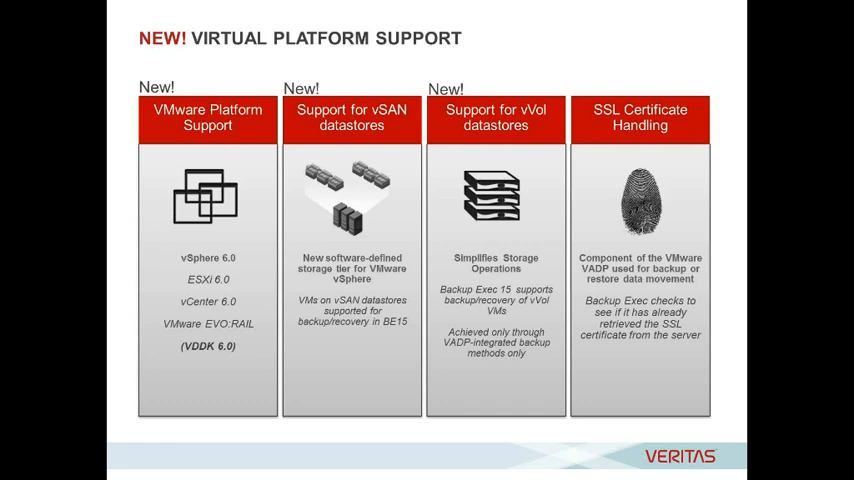 NEW! VIRTUAL PLATFORM SUPPORT
New!
VMware Platform
Support
vSphere 6.0
ESXi 6.0
vCenter 6.0
VMware EVO:RAIL
(VDDK 6.0)
New!
Support for vSAN
datastores
New software-defined
storage tier for VMware
vSphere
VMs on vSAN datastores
supported for
backup/recovery in BE15
New!
Support for vVol
datastores
Simplifies Storage
Operations
Backup Exec 15 supports
backup/recovery of vVol
VMs
Achieved only through
VADP-integrated backup
methods only
SSL Certificate
Handling
Component of the VMware
VADP used for backup or
restore data movement
Backup Exec checks to
see if it has already
retrieved the SSL
certificate from the server
VERITAS